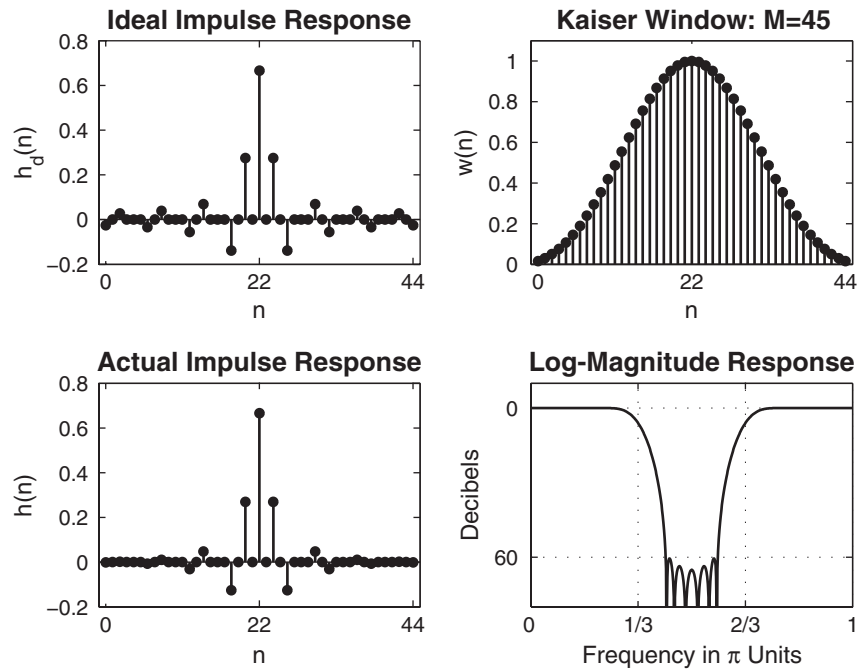 Ideal Impulse Response
0.8
0.6
0.4
0.2
0
−0.2
h_d(n)
0
22
44
n
Kaiser Window: M=45
1
0.8
0.6
0.4
0.2
0
w(n)
0
22
44
n
Actual Impulse Response
0.8
0.6
0.4
0.2
0
−0.2
h(n)
0
22
44
n
Log-Magnitude Response
0
60
Decibels
0
1/3
2/3
1
Frequency in π Units